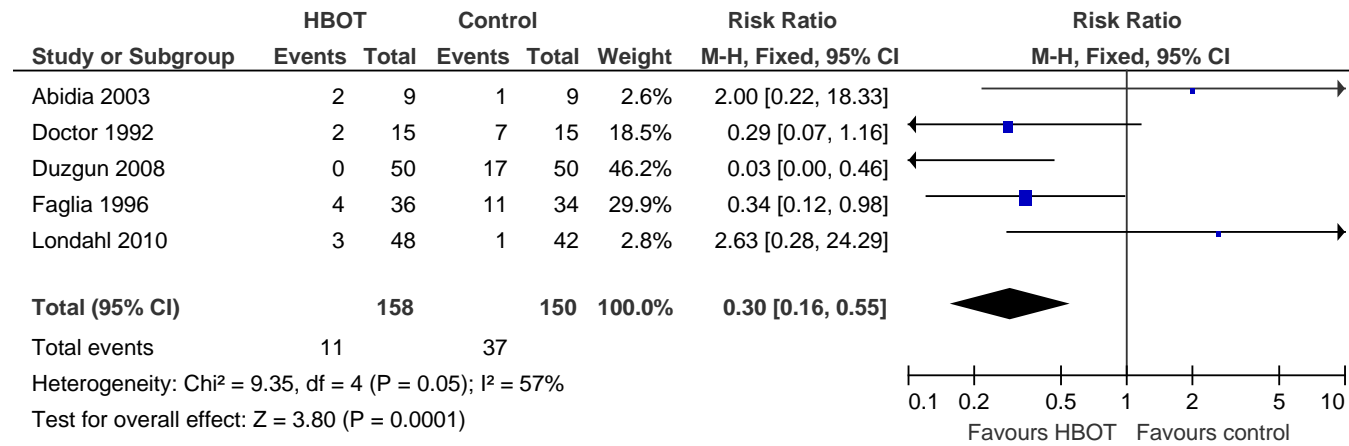 HBOT Control Risk Ratio Risk Ratio
Study or Subgroup Events Total Events Total Weight M-H, Fixed, 95% CI M-H, Fixed, 95% CI
Abidia 2003 2 9 1 9 2.6% 2.00 [0.22, 18.33]
Doctor 1992 2 15 7 15 18.5% 0.29 [0.07, 1.16]
Duzgun 2008 0 50 17 50 46.2% 0.03 [0.00, 0.46]
Faglia 1996 4 36 11 34 29.9% 0.34 [0.12, 0.98]
Londahl 2010 3 48 1 42 2.8% 2.63 [0.28, 24.29]
Total (95% CI) 158 150 100.0% 0.30 [0.16, 0.55]
Total events 11 37
Heterogeneity: Chi² = 9.35, df = 4 (P = 0.05); I² = 57%
Test for overall effect: Z = 3.80 (P = 0.0001)
0.1 0.2 0.5 1 2 5 10
Favours HBOT Favours control